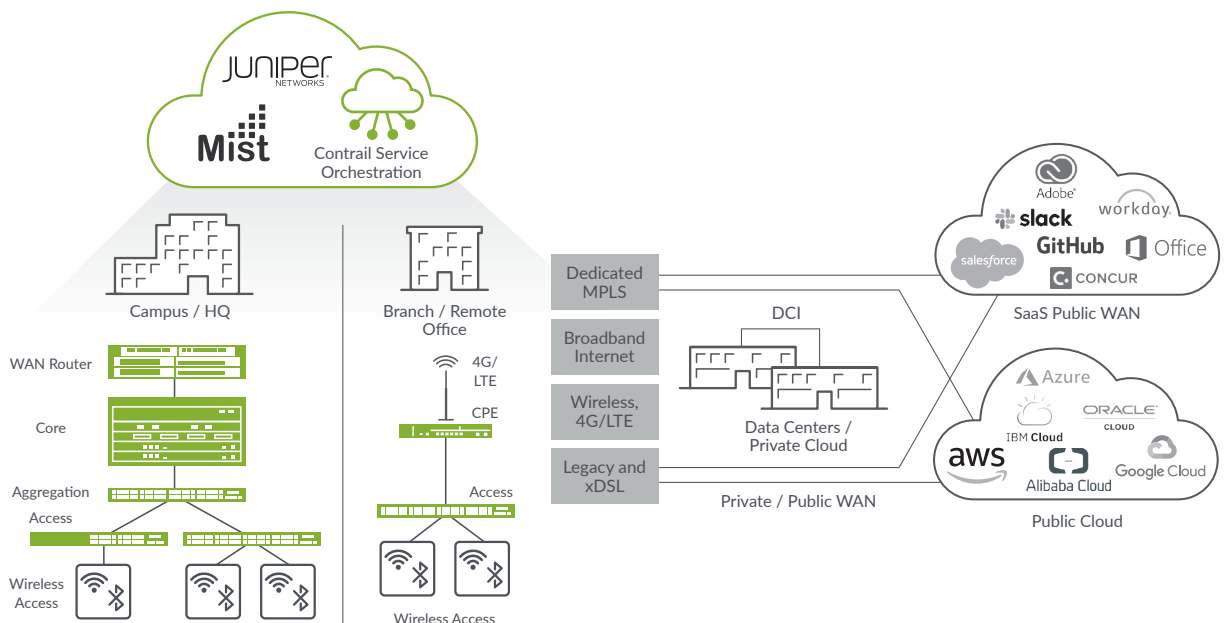 JUNIPER
NETWORKS
Mist
Contrail Service
Orchestration
Campus / HQ
WAN Router
Core
Aggregation
Access
Wireless
Access
Branch / Remote
Office
4G/
LTE
CPE
Access
Wireless Access
Dedicated
MPLS
Broadband
Internet
Wireless,
4G/LTE
Legacy and
xDSL
DCI
Data Centers /
Private Cloud
Private / Public WAN
Adobe
slack
workday.
salesforce
GitHub
Office
C.
CONCUR
SaaS Public WAN
Azure
IBM Cloud
ORACLE
CLOUD
aws
Alibaba Cloud
Google Cloud
Public Cloud